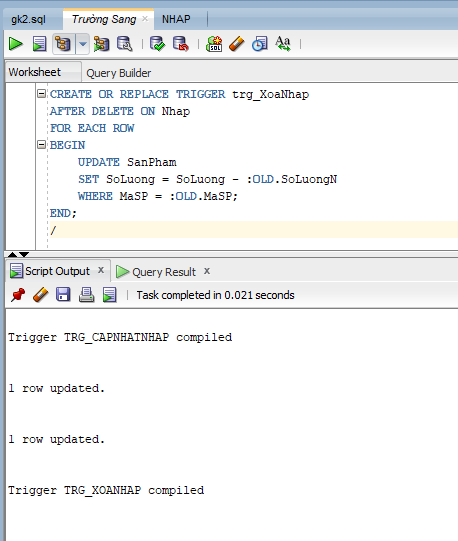 gk2.sql Trường Sang NHAP
SQL Aa
Worksheet Query Builder
CREATE OR REPLACE TRIGGER trg_XoaNhap
AFTER DELETE ON Nhap
FOR EACH ROW
BEGIN
UPDATE SanPham
SET SoLuong = SoLuong - :OLD.SoLuongN
WHERE MaSP = :OLD.MaSP;
END;
/
Script Output x Query Result x
Task completed in 0.021 seconds
Trigger TRG_CAPNHATNHAP compiled
1 row updated.
1 row updated.
Trigger TRG_XOANHAP compiled